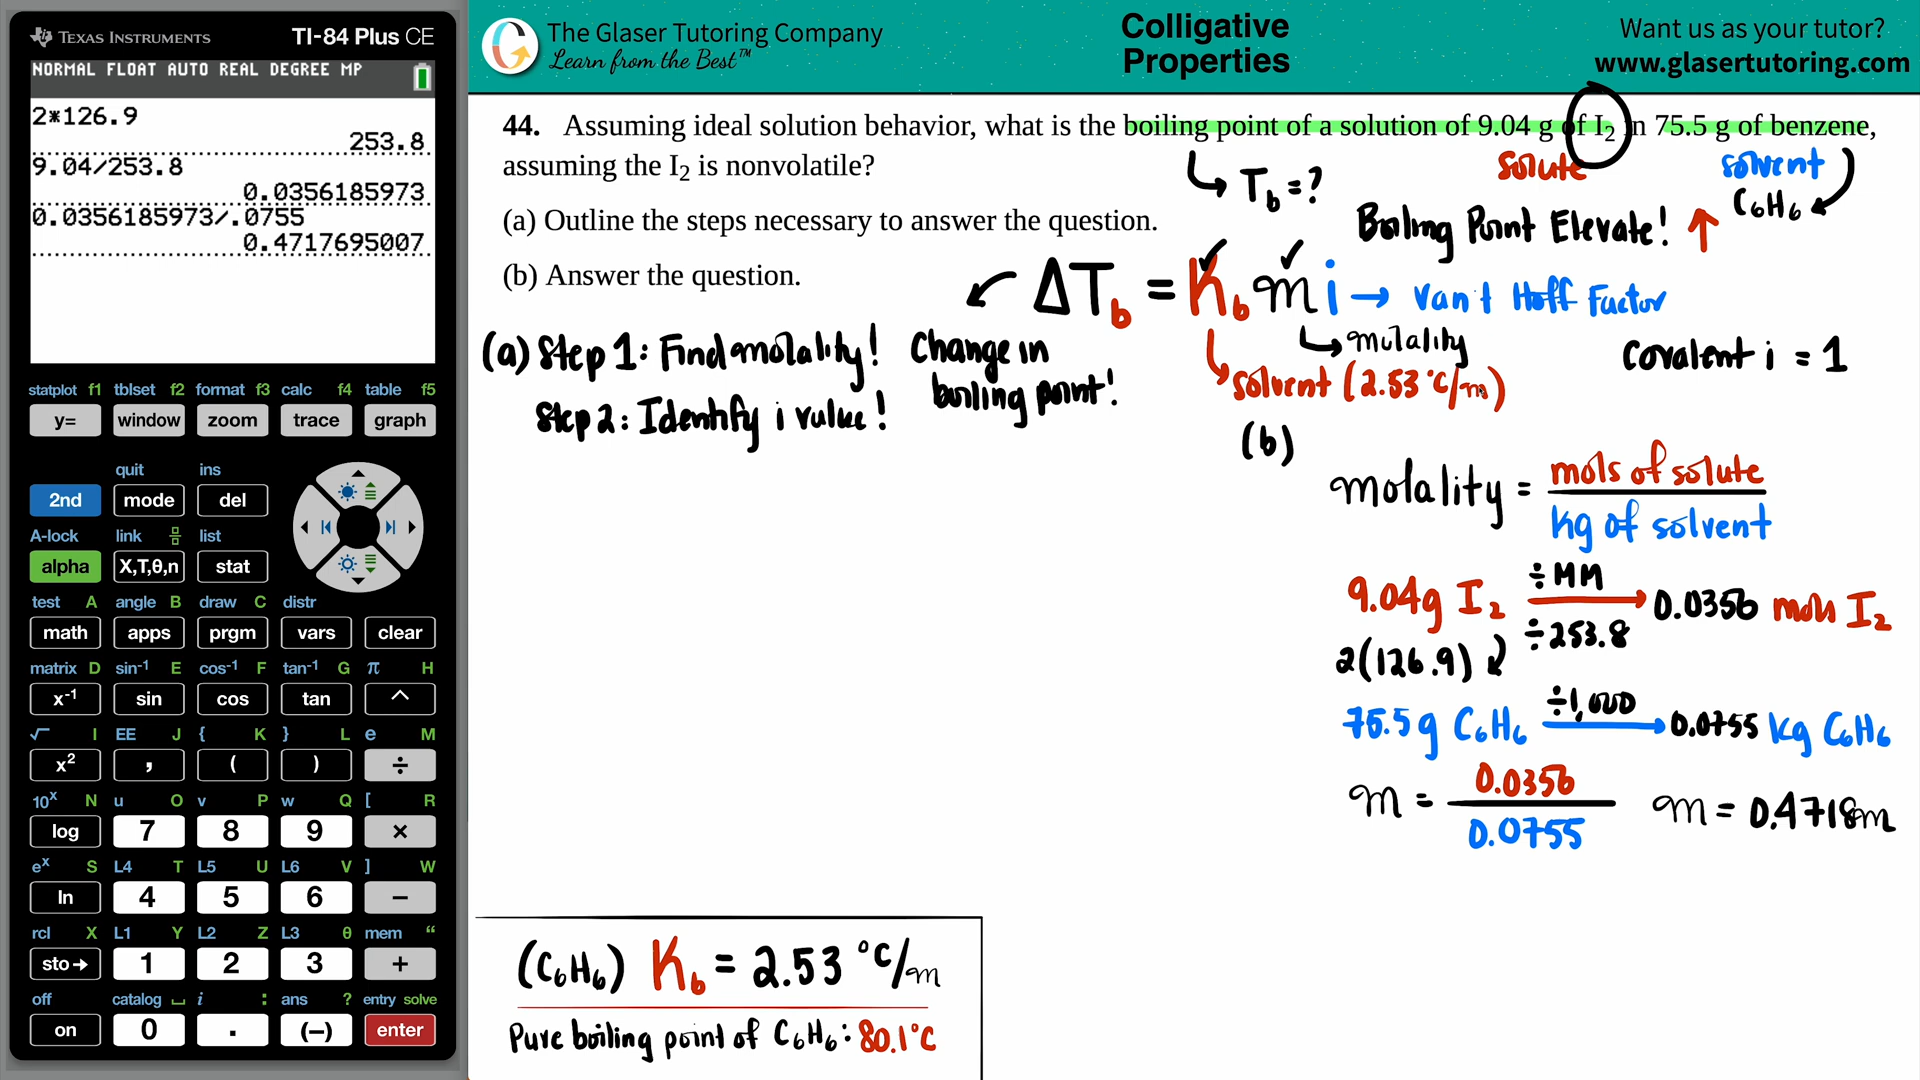 TEXAS INSTRUMENTS TI-84 Plus CE
NORMAL FLOAT AUTO REAL DEGREE MP
2*126.9
253.8
9.04/253.8
0.0356185973
0.0356185973/.0755
0.4717695007
statplot f1 tblset f2 format f3 calc f4 table f5
y= window zoom trace graph
quit ins
2nd mode del
A-lock link list
alpha X,T,θ,n stat
test A angle B draw C distr
math apps prgm vars clear
matrix D sin⁻¹ E cos⁻¹ F tan⁻¹ G π H
x⁻¹ sin cos tan ^
√ I EE J { K } L e M
x² , ( ) ÷
10ˣ N u O v P w Q [ R
log 7 8 9 ×
eˣ S L4 T L5 U L6 V ] W
ln 4 5 6 −
rcl X L1 Y L2 Z L3 θ mem “
sto→ 1 2 3 +
off catalog ⎵ i : ans ? entry solve
on 0 . (−) enter
The Glaser Tutoring Company
Learn from the Best™
Colligative
Properties
Want us as your tutor?
www.glasertutoring.com
44. Assuming ideal solution behavior, what is the boiling point of a solution of 9.04 g of I₂ in 75.5 g of benzene,
assuming the I₂ is nonvolatile?
(a) Outline the steps necessary to answer the question.
(b) Answer the question.
Tb = ?
solute
solvent
C₆H₆
Boiling Point Elevate! ↑
ΔTb = Kb m i → van't Hoff Factor
molality
covalent i = 1
solvent (2.53 °C/m)
Change in
boiling point!
(a) Step 1: Find molality!
Step 2: Identify i value!
(b)
molality = mols of solute
kg of solvent
9.04g I₂ ÷MM ÷253.8 → 0.0356 mols I₂
2(126.9)
75.5g C₆H₆ ÷1,000 → 0.0755 kg C₆H₆
m = 0.0356
0.0755
m = 0.4718m
(C₆H₆) Kb = 2.53 °C/m
Pure boiling point of C₆H₆: 80.1°C